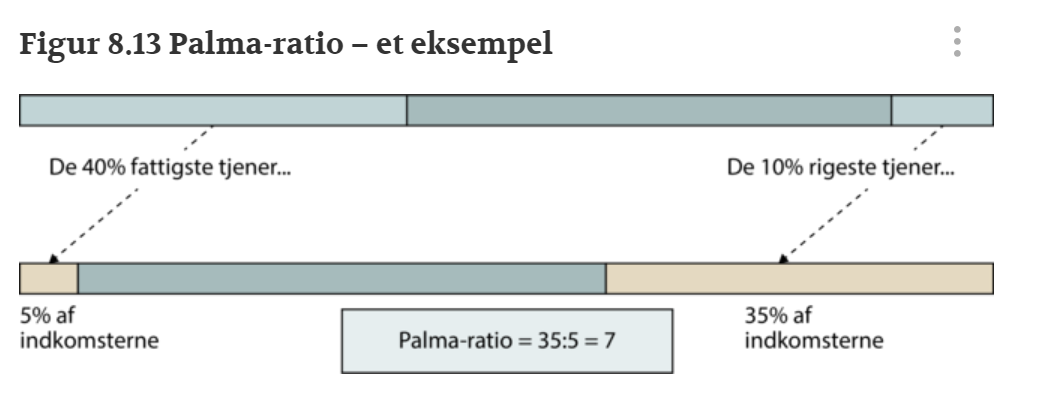 Figur 8.13 Palma-ratio – et eksempel
De 40% fattigste tjener...
De 10% rigeste tjener...
5% af
indkomsterne
Palma-ratio = 35:5 = 7
35% af
indkomsterne